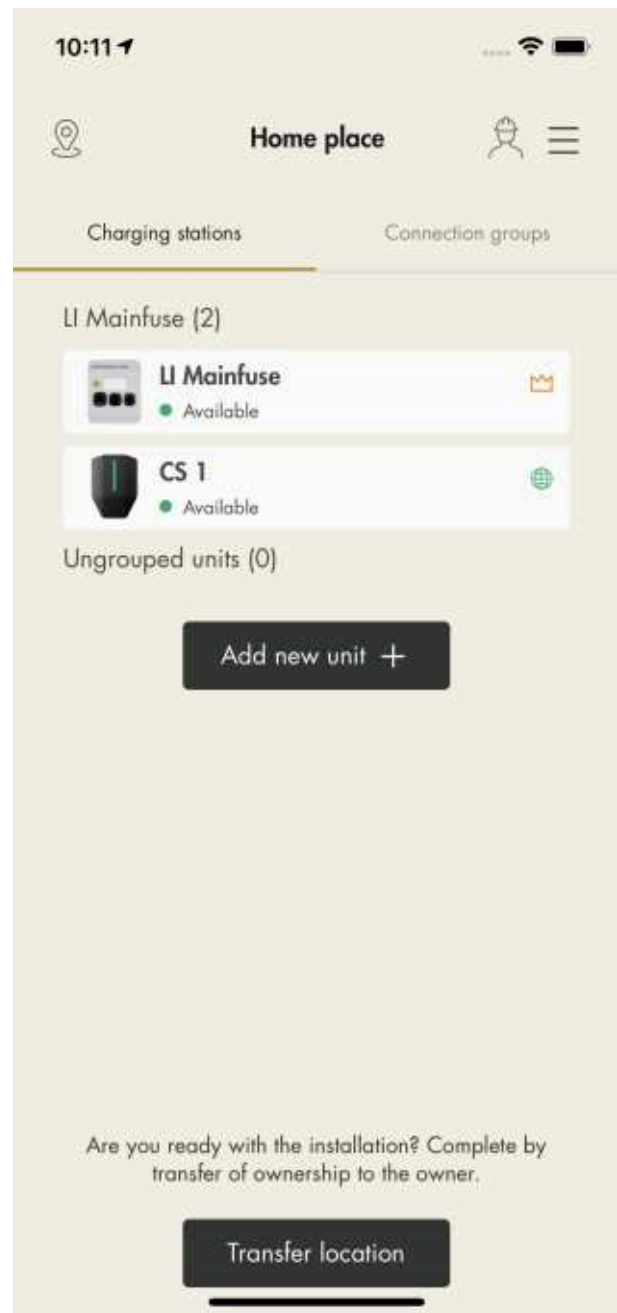 10:11
Home place
Charging stations
Connection groups
LI Mainfuse (2)
LI Mainfuse
Available
CS 1
Available
Ungrouped units (0)
Add new unit +
Are you ready with the installation? Complete by
transfer of ownership to the owner.
Transfer location